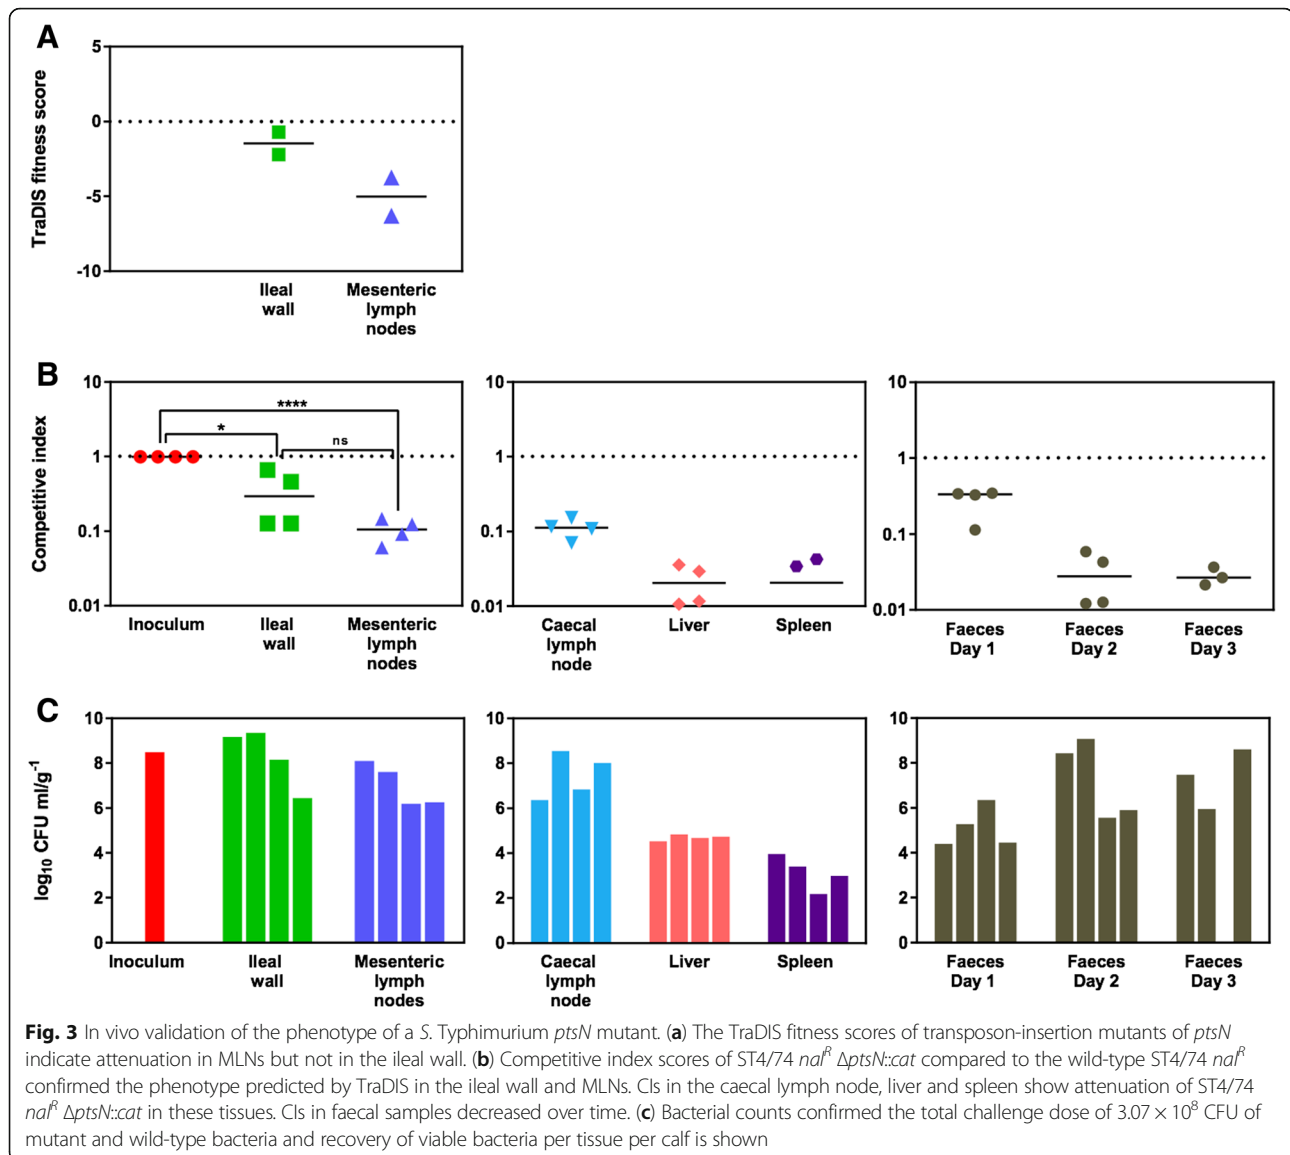 A
5
0
-5
-10
TraDIS fitness score
Ileal
wall
Mesenteric
lymph
nodes
B
10
1
0.1
0.01
Competitive index
****
*
ns
Inoculum
Ileal
wall
Mesenteric
lymph
nodes
10
1
0.1
0.01
Caecal
lymph
node
Liver
Spleen
10
1
0.1
0.01
Faeces
Day 1
Faeces
Day 2
Faeces
Day 3
C
10
8
6
4
2
0
log₁₀ CFU ml/g⁻¹
Inoculum
Ileal
wall
Mesenteric
lymph
nodes
10
8
6
4
2
0
Caecal
lymph
node
Liver
Spleen
10
8
6
4
2
0
Faeces
Day 1
Faeces
Day 2
Faeces
Day 3
Fig. 3 In vivo validation of the phenotype of a S. Typhimurium ptsN mutant. (a) The TraDIS fitness scores of transposon-insertion mutants of ptsN
indicate attenuation in MLNs but not in the ileal wall. (b) Competitive index scores of ST4/74 nalᴿ ΔptsN::cat compared to the wild-type ST4/74 nalᴿ
confirmed the phenotype predicted by TraDIS in the ileal wall and MLNs. CIs in the caecal lymph node, liver and spleen show attenuation of ST4/74
nalᴿ ΔptsN::cat in these tissues. CIs in faecal samples decreased over time. (c) Bacterial counts confirmed the total challenge dose of 3.07 × 10⁸ CFU of
mutant and wild-type bacteria and recovery of viable bacteria per tissue per calf is shown